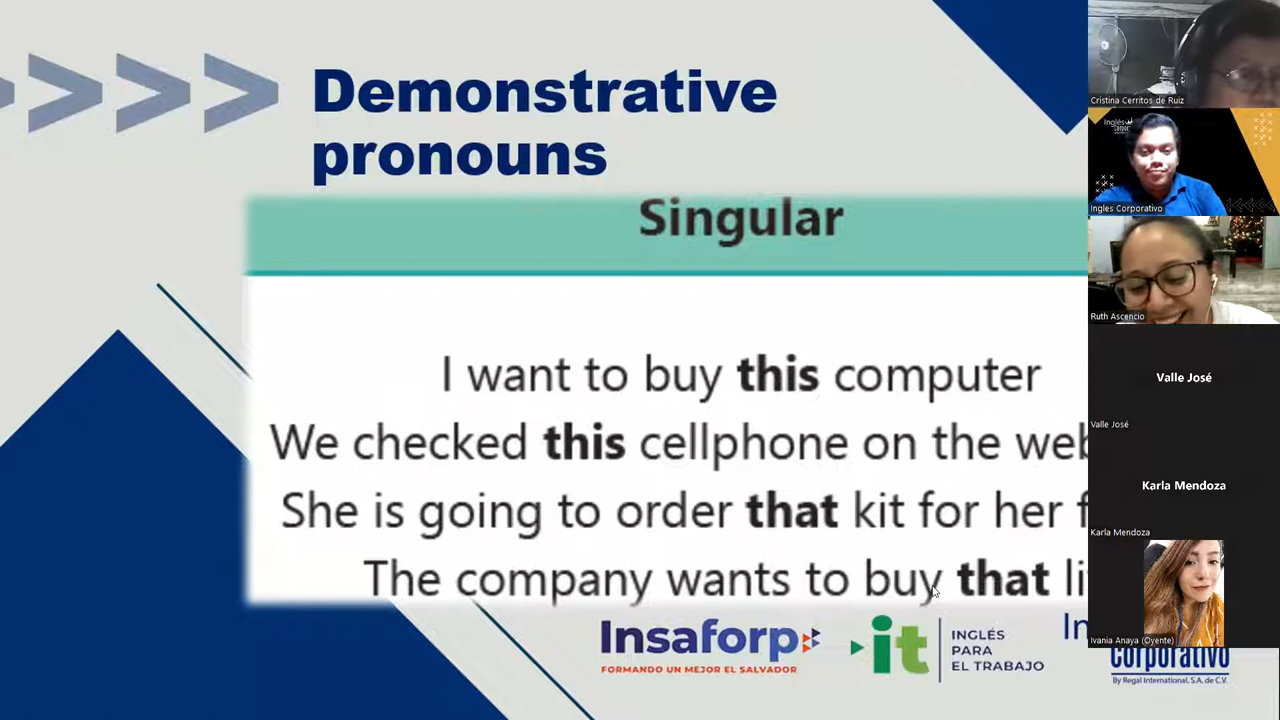 Demonstrative
pronouns
Singular
I want to buy this computer
We checked this cellphone on the
She is going to order that kit for her
The company wants to buy that
Insaforp
FORMANDO UN MEJOR EL SALVADOR
it
INGLÉS
PARA
EL TRABAJO
corporativo
By Regal International, S.A. de C.V.
Cristina Cerritos de Ruiz
Inglés
Ingles Corporativo
Ruth Ascencio
Valle José
Valle José
Karla Mendoza
Karla Mendoza
Ivania Anaya (Oyente)